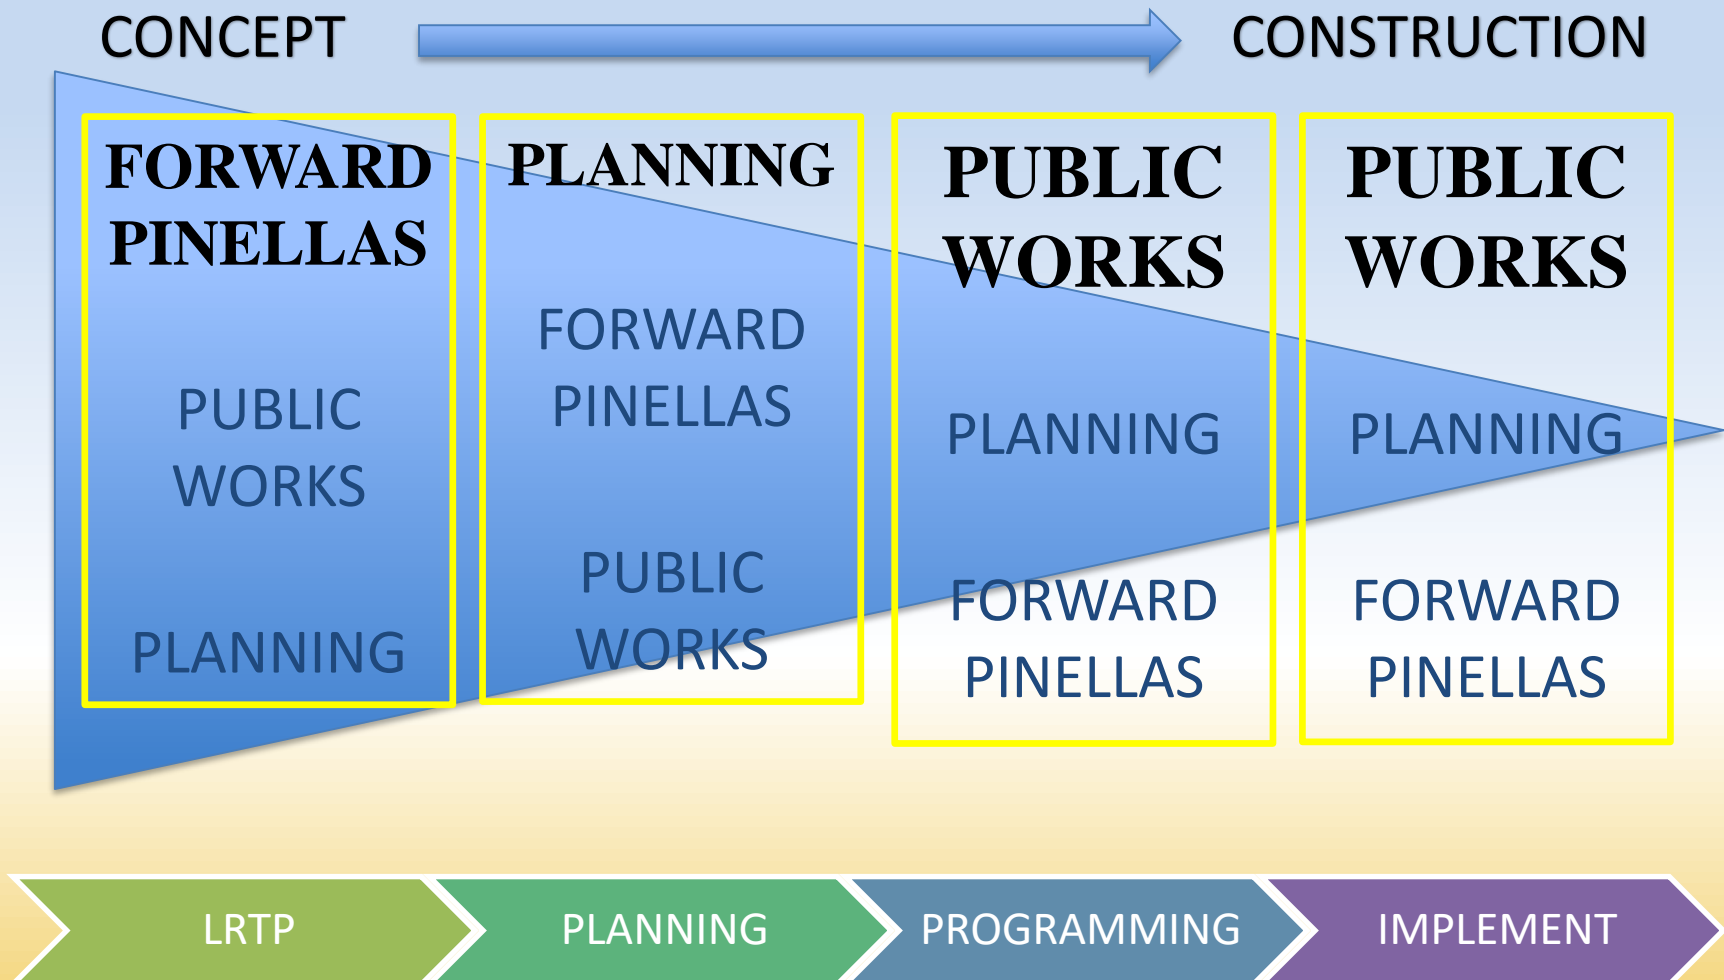 CONCEPT
CONSTRUCTION
FORWARD
PINELLAS
PUBLIC
WORKS
PLANNING
PLANNING
FORWARD
PINELLAS
PUBLIC
WORKS
PUBLIC
WORKS
PLANNING
FORWARD
PINELLAS
PUBLIC
WORKS
PLANNING
FORWARD
PINELLAS
LRTP
PLANNING
PROGRAMMING
IMPLEMENT